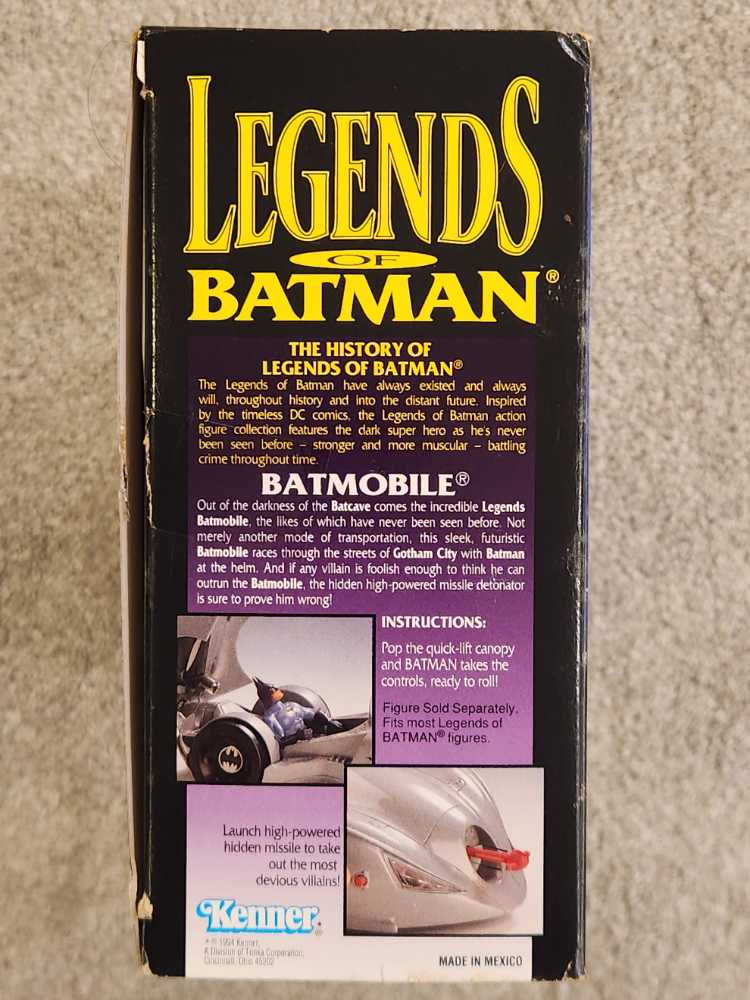 LEGENDS
OF
BATMAN®
THE HISTORY OF
LEGENDS OF BATMAN®
The Legends of Batman have always existed and always
will, throughout history and into the distant future. Inspired
by the timeless DC comics, the Legends of Batman action
figure collection features the dark super hero as he's never
been seen before – stronger and more muscular – battling
crime throughout time.
BATMOBILE®
Out of the darkness of the Batcave comes the incredible Legends
Batmobile, the likes of which have never been seen before. Not
merely another mode of transportation, this sleek, futuristic
Batmobile races through the streets of Gotham City with Batman
at the helm. And if any villain is foolish enough to think he can
outrun the Batmobile, the hidden high-powered missile detonator
is sure to prove him wrong!
INSTRUCTIONS:
Pop the quick-lift canopy
and BATMAN takes the
controls, ready to roll!
Figure Sold Separately.
Fits most Legends of
BATMAN® figures.
Launch high-powered
hidden missile to take
out the most
devious villains!
Kenner®
1994 Kenner,
A Division of Tonka Corporation,
Cincinnati, Ohio 45202
MADE IN MEXICO